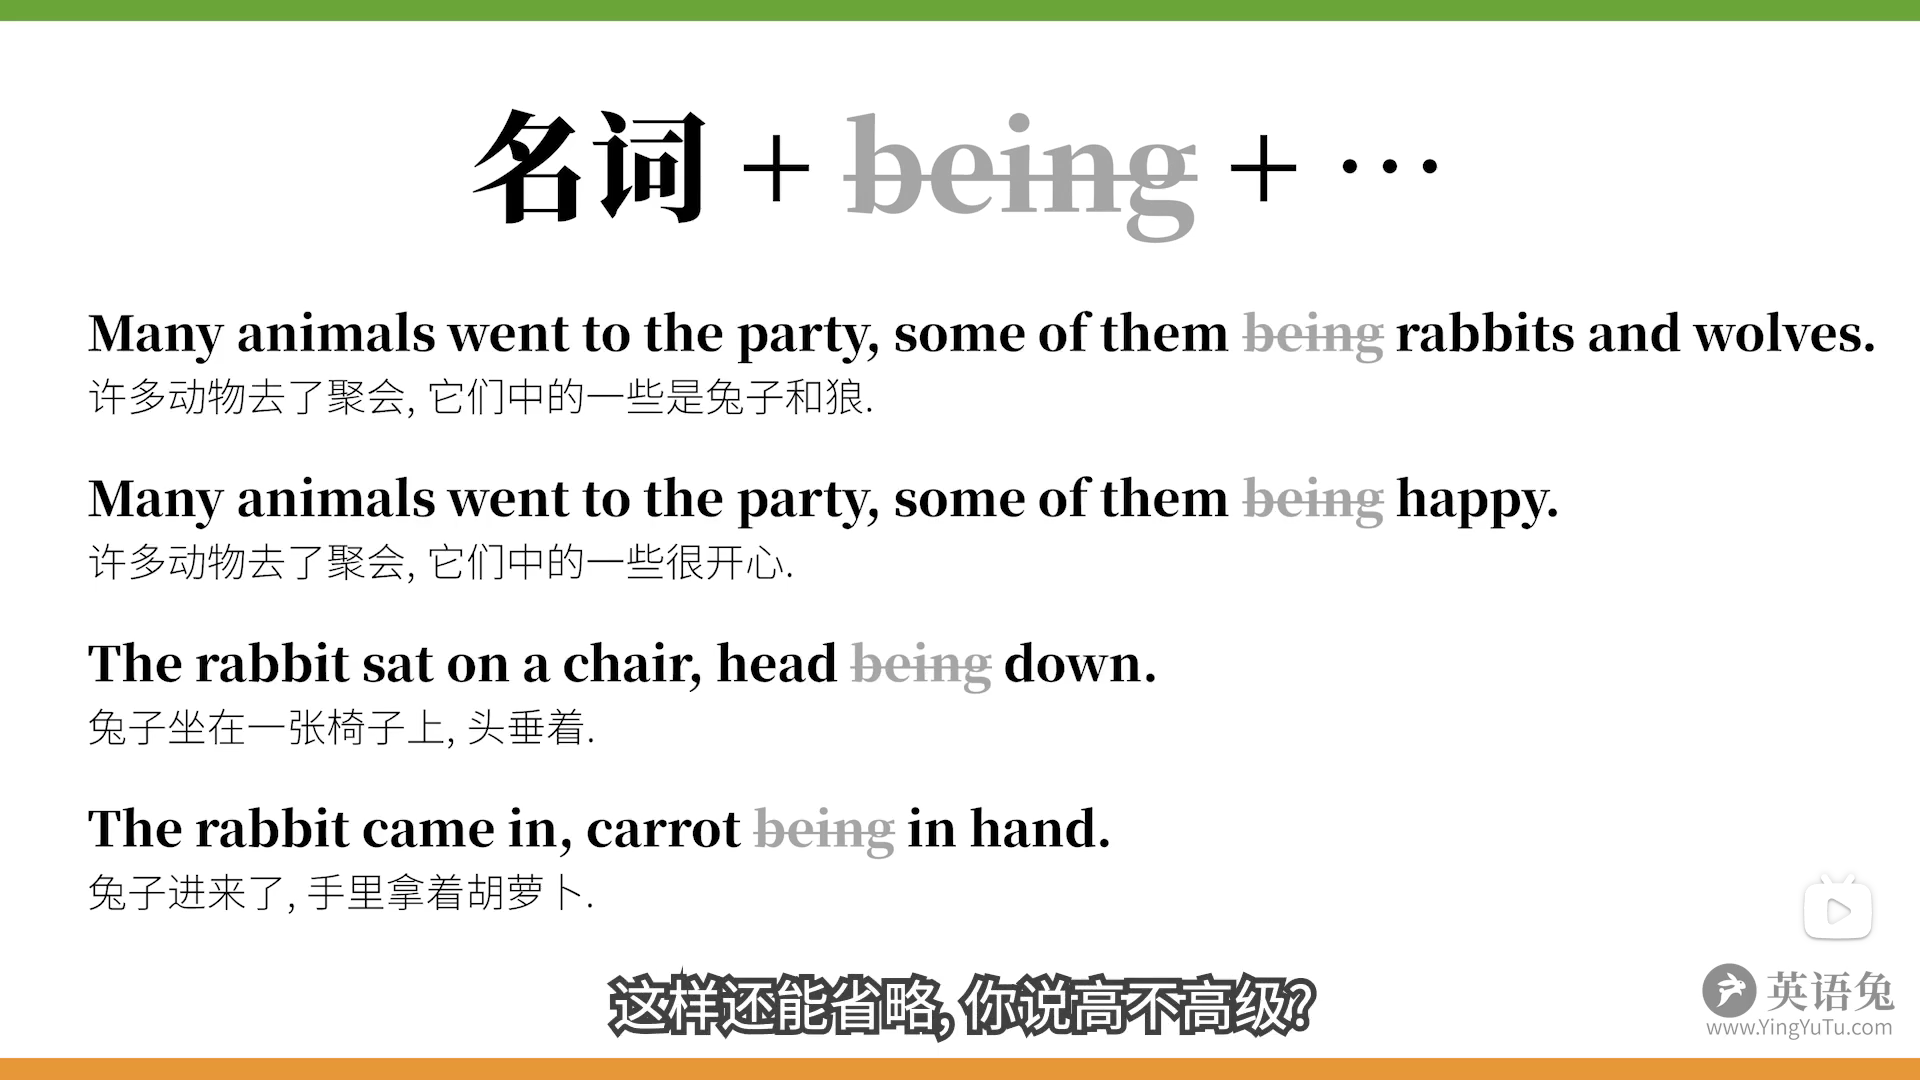 名词 + being + ···
Many animals went to the party, some of them being rabbits and wolves.
许多动物去了聚会, 它们中的一些是兔子和狼.
Many animals went to the party, some of them being happy.
许多动物去了聚会, 它们中的一些很开心.
The rabbit sat on a chair, head being down.
兔子坐在一张椅子上, 头垂着.
The rabbit came in, carrot being in hand.
兔子进来了, 手里拿着胡萝卜.
这样还能省略, 你说高不高级?
英语兔
www.YingYuTu.com